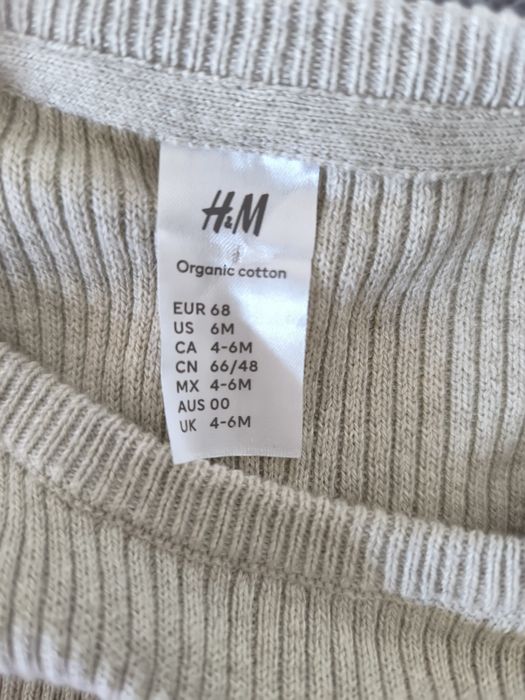 H&M
Organic cotton
EUR 68
US 6M
CA 4-6M
CN 66/48
MX 4-6M
AUS 00
UK 4-6M